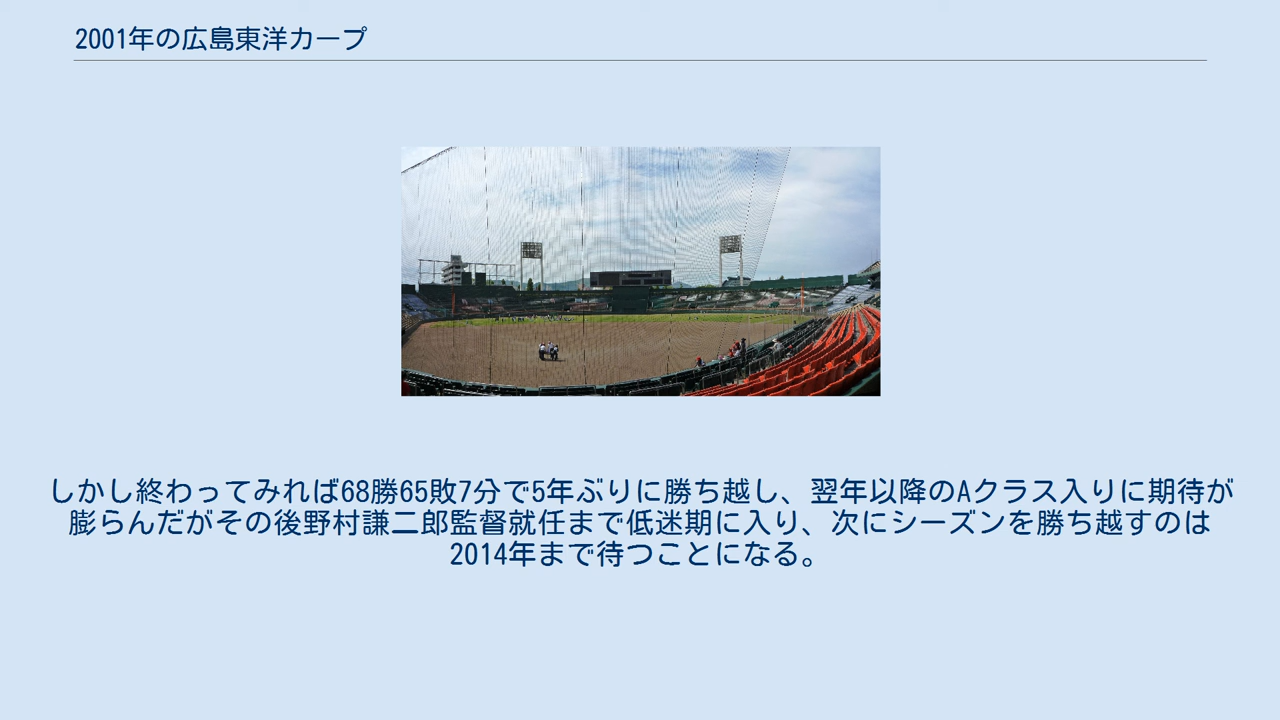 2001年の広島東洋カープ
しかし終わってみれば68勝65敗7分で5年ぶりに勝ち越し、翌年以降のAクラス入りに期待が
膨らんだがその後野村謙二郎監督就任まで低迷期に入り、次にシーズンを勝ち越すのは
2014年まで待つことになる。